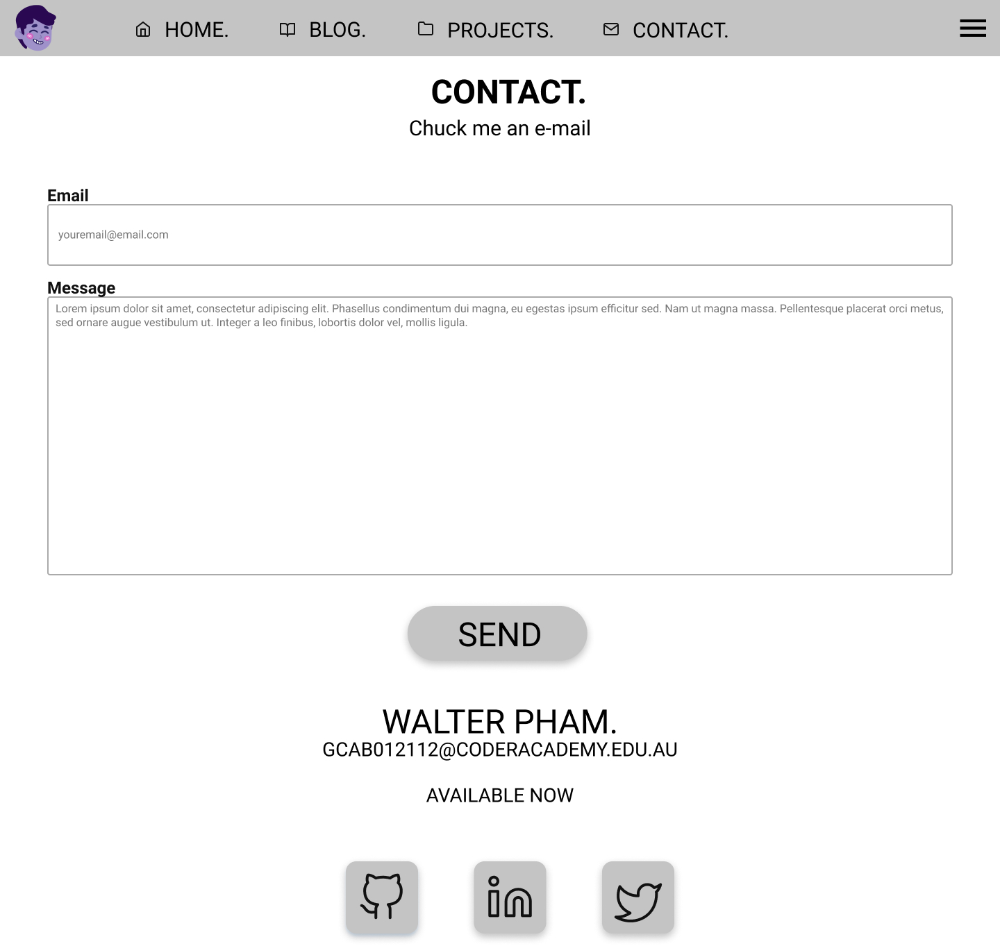 HOME. BLOG. PROJECTS. CONTACT.
CONTACT.
Chuck me an e-mail
Email
youremail@email.com
Message
Lorem ipsum dolor sit amet, consectetur adipiscing elit. Phasellus condimentum dui magna, eu egestas ipsum efficitur sed. Nam ut magna massa. Pellentesque placerat orci metus,
sed ornare augue vestibulum ut. Integer a leo finibus, lobortis dolor vel, mollis ligula.
SEND
WALTER PHAM.
GCAB012112@CODERACADEMY.EDU.AU
AVAILABLE NOW
in